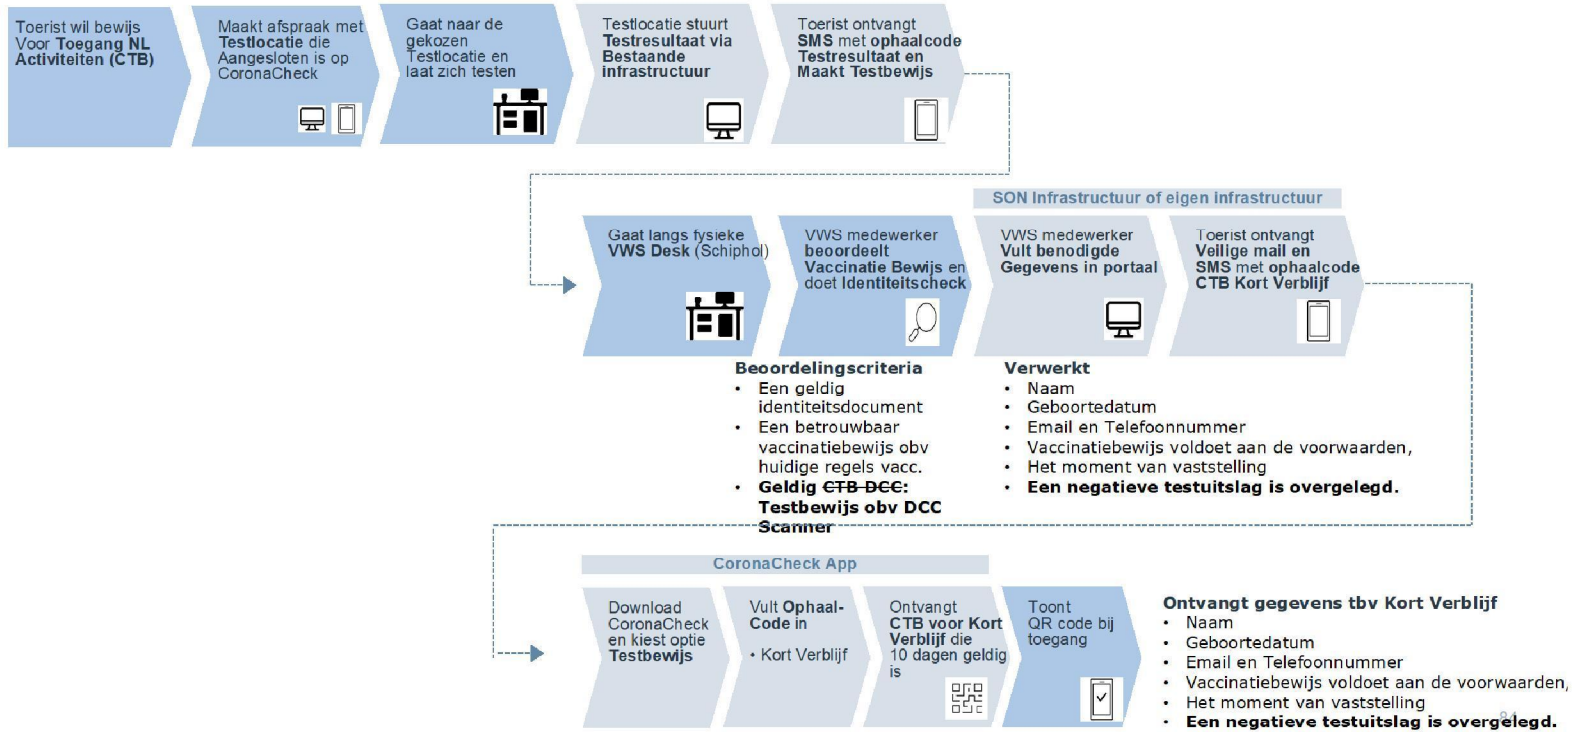 Toerist wil bewijs
Voor Toegang NL
Activiteiten (CTB)
Maakt afspraak met
Testlocatie die
Aangesloten is op
CoronaCheck
Gaat naar de
gekozen
Testlocatie en
laat zich testen
Testlocatie stuurt
Testresultaat via
Bestaande
infrastructuur
Toerist ontvangt
SMS met ophaalcode
Testresultaat en
Maakt Testbewijs
SON Infrastructuur of eigen infrastructuur
Gaat langs fysieke
VWS Desk (Schiphol)
VWS medewerker
beoordeelt
Vaccinatie Bewijs en
doet Identiteitscheck
VWS medewerker
Vult benodigde
Gegevens in portaal
Toerist ontvangt
Veilige mail en
SMS met ophaalcode
CTB Kort Verblijf
Beoordelingscriteria
• Een geldig
identiteitsdocument
• Een betrouwbaar
vaccinatiebewijs obv
huidige regels vacc.
• Geldig CTB DCC:
Testbewijs obv DCC
Scanner
Verwerkt
• Naam
• Geboortedatum
• Email en Telefoonnummer
• Vaccinatiebewijs voldoet aan de voorwaarden,
• Het moment van vaststelling
• Een negatieve testuitslag is overgelegd.
CoronaCheck App
Download
CoronaCheck
en kiest optie
Testbewijs
Vult Ophaal-
Code in
• Kort Verblijf
Ontvangt
CTB voor Kort
Verblijf die
10 dagen geldig
is
Toont
QR code bij
toegang
Ontvangt gegevens tbv Kort Verblijf
• Naam
• Geboortedatum
• Email en Telefoonnummer
• Vaccinatiebewijs voldoet aan de voorwaarden,
• Het moment van vaststelling
• Een negatieve testuitslag is overgelegd.